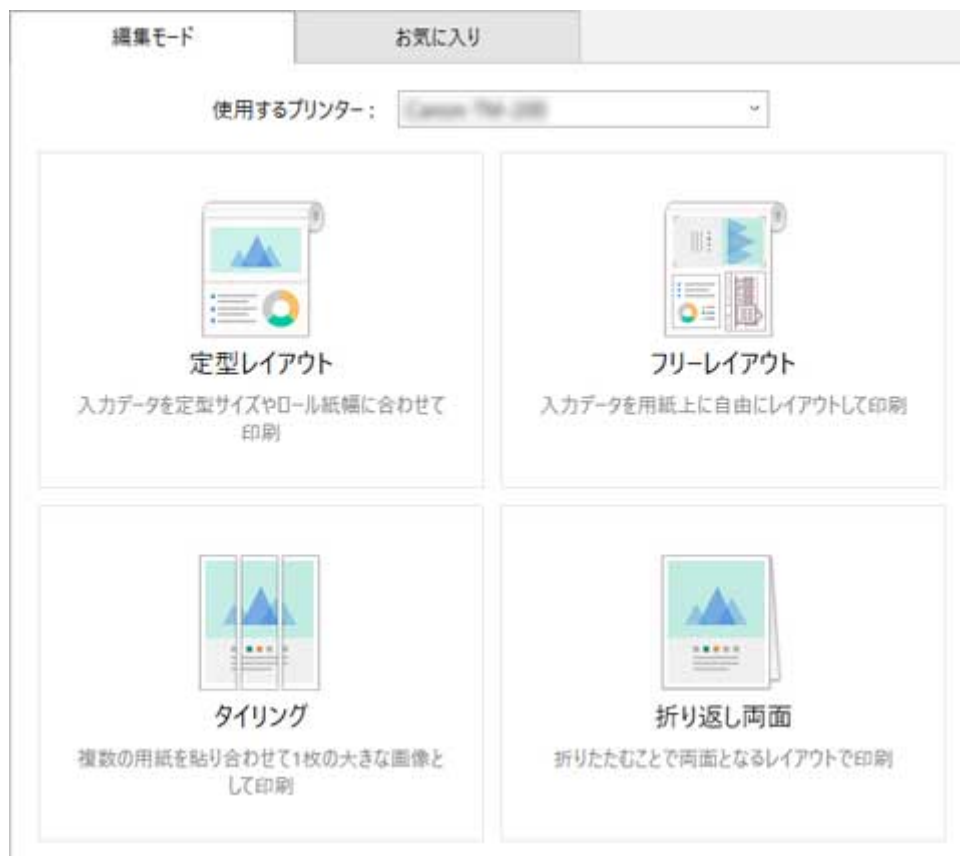 編集モード
お気に入り
使用するプリンター：
定型レイアウト
入力データを定型サイズやロール紙幅に合わせて
印刷
フリーレイアウト
入力データを用紙上に自由にレイアウトして印刷
タイリング
複数の用紙を貼り合わせて1枚の大きな画像と
して印刷
折り返し両面
折りたたむことで両面となるレイアウトで印刷